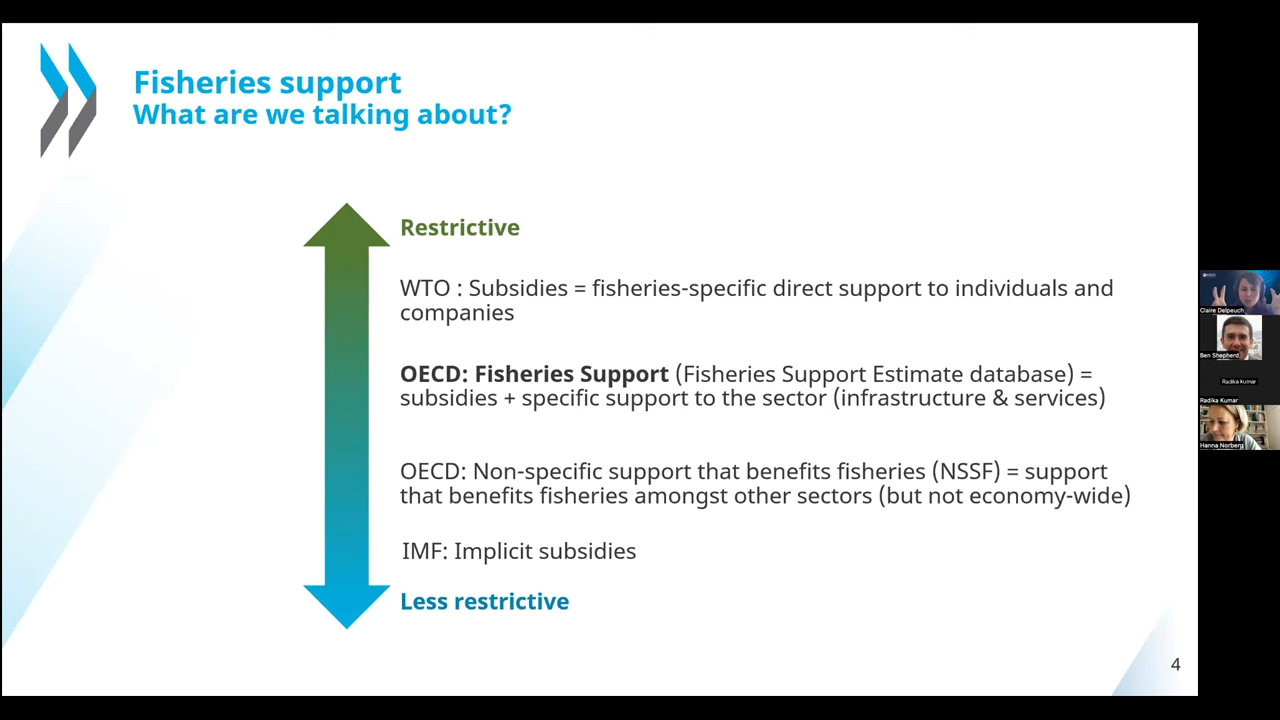 Fisheries support
What are we talking about?
Restrictive
WTO : Subsidies = fisheries-specific direct support to individuals and
companies
OECD: Fisheries Support (Fisheries Support Estimate database) =
subsidies + specific support to the sector (infrastructure & services)
OECD: Non-specific support that benefits fisheries (NSSF) = support
that benefits fisheries amongst other sectors (but not economy-wide)
IMF: Implicit subsidies
Less restrictive
4
Claire Delpeuch
Ben Shepherd
Radika Kumar
Radika Kumar
Hanna Norberg